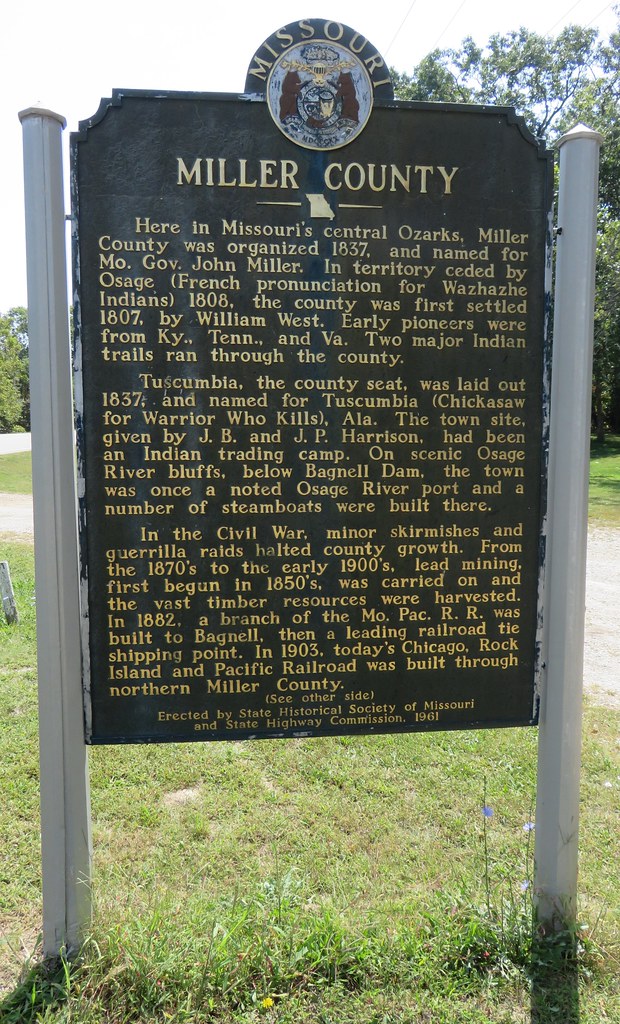 MISSOURI
MILLER COUNTY
Here in Missouri's central Ozarks, Miller
County was organized 1837, and named for
Mo. Gov. John Miller. In territory ceded by
Osage (French pronunciation for Wazhazhe
Indians) 1808, the county was first settled
1807, by William West. Early pioneers were
from Ky., Tenn., and Va. Two major Indian
trails ran through the county.
Tuscumbia, the county seat, was laid out
1837, and named for Tuscumbia (Chickasaw
for Warrior Who Kills), Ala. The town site,
given by J. B. and J. P. Harrison, had been
an Indian trading camp. On scenic Osage
River bluffs, below Bagnell Dam, the town
was once a noted Osage River port and a
number of steamboats were built there.
In the Civil War, minor skirmishes and
guerrilla raids halted county growth. From
the 1870's to the early 1900's, lead mining,
first begun in 1850's, was carried on and
the vast timber resources were harvested.
In 1882, a branch of the Mo. Pac. R. R. was
built to Bagnell, then a leading railroad tie
shipping point. In 1903, today's Chicago, Rock
Island and Pacific Railroad was built through
northern Miller County.
(See other side)
Erected by State Historical Society of Missouri
and State Highway Commission, 1961